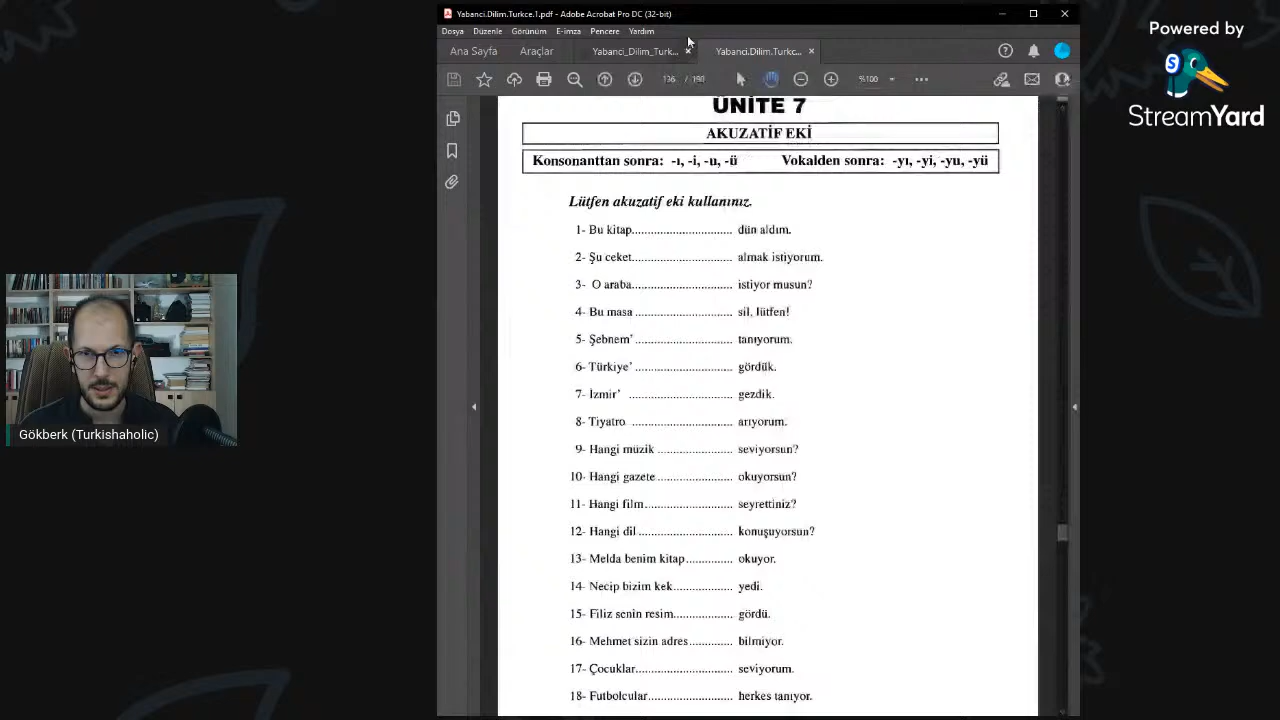 Yabanci.Dilim.Turkce.1.pdf - Adobe Acrobat Pro DC (32-bit)
Dosya Düzenle Görünüm E-imza Pencere Yardım
Ana Sayfa Araçlar Yabanci_Dilim_Turk... Yabanci.Dilim.Turkc...
136 / 190 %100
ÜNİTE 7
AKUZATİF EKİ
Konsonanttan sonra: -ı, -i, -u, -ü Vokalden sonra: -yı, -yi, -yu, -yü
Lütfen akuzatif eki kullanınız.
1- Bu kitap.............................. dün aldım.
2- Şu ceket.............................. almak istiyorum.
3- O araba.............................. istiyor musun?
4- Bu masa ............................. sil, lütfen!
5- Şebnem' ............................. tanıyorum.
6- Türkiye' ............................. gördük.
7- İzmir' ............................... gezdik.
8- Tiyatro .............................. arıyorum.
9- Hangi müzik ....................... seviyorsun?
10- Hangi gazete ....................... okuyorsun?
11- Hangi film........................... seyrettiniz?
12- Hangi dil ............................ konuşuyorsun?
13- Melda benim kitap.............. okuyor.
14- Necip bizim kek.................. yedi.
15- Filiz senin resim.................. gördü.
16- Mehmet sizin adres............. bilmiyor.
17- Çocuklar............................. seviyorum.
18- Futbolcular......................... herkes tanıyor.
Gökberk (Turkishaholic)
Powered by
S
StreamYard